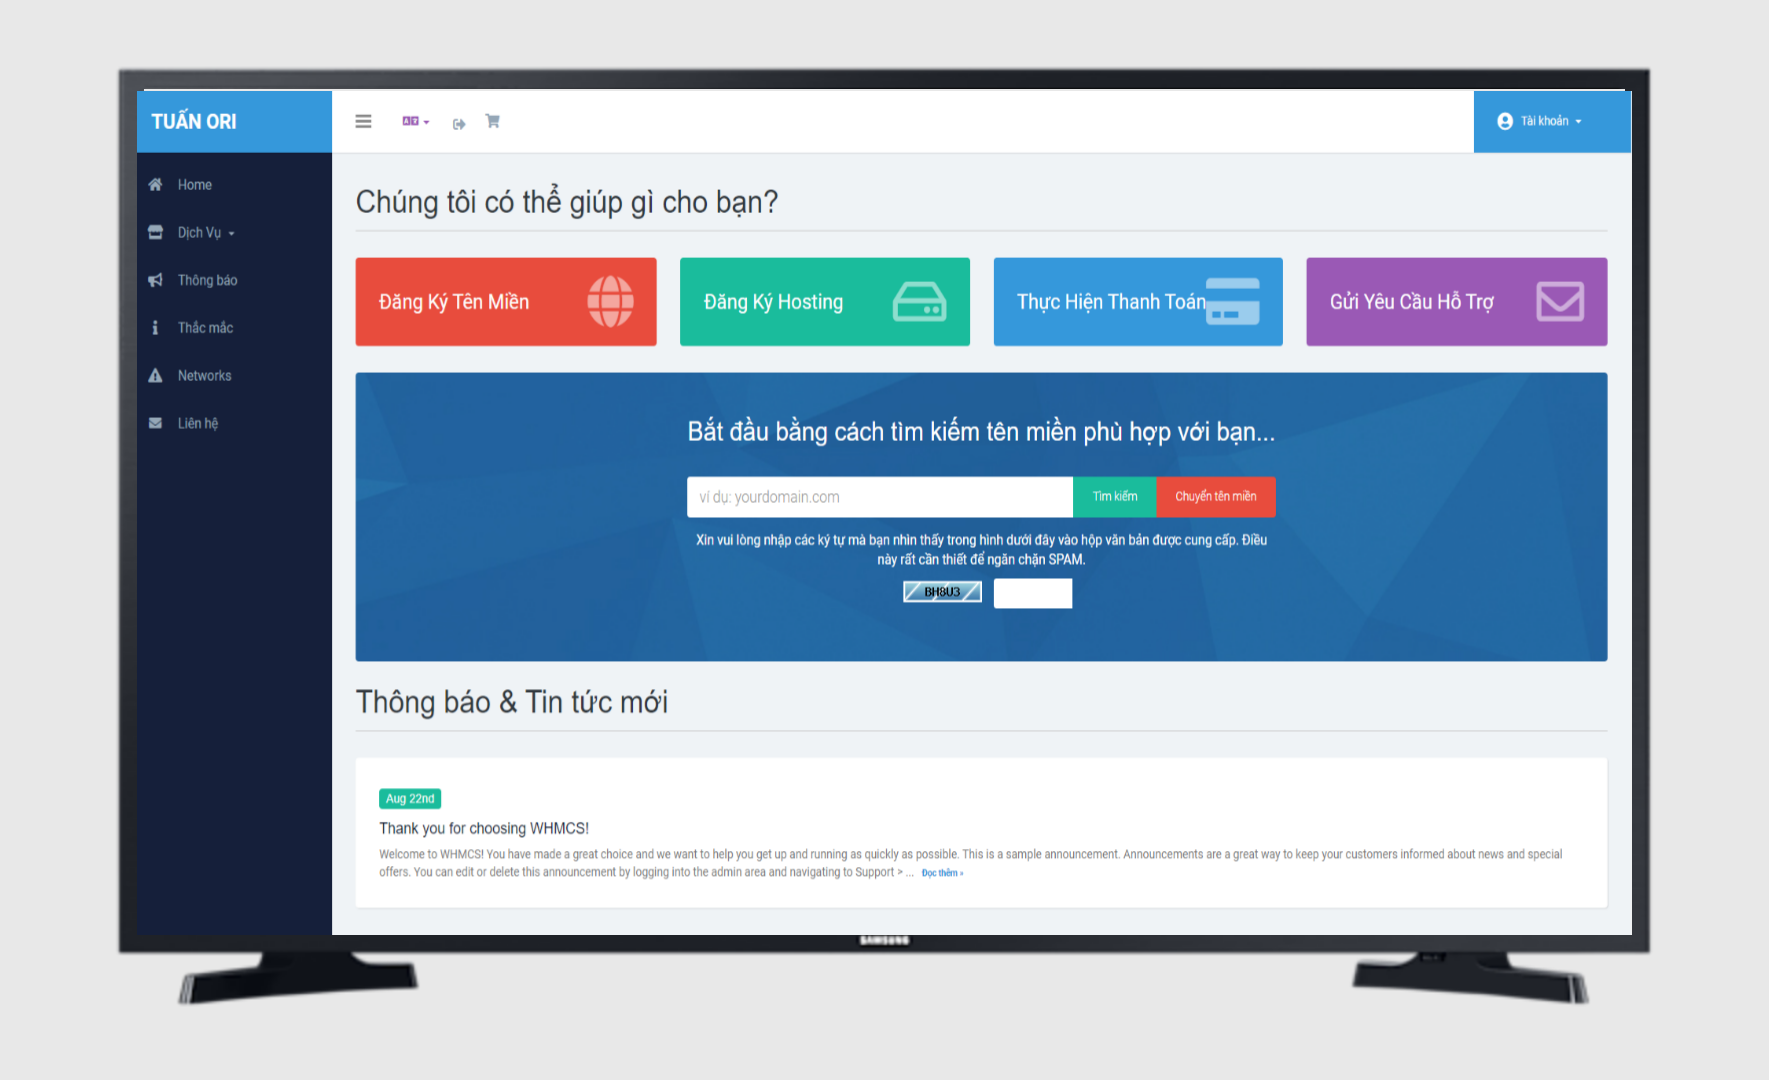 TUẤN ORI
Tài khoản
Home
Dịch Vụ
Thông báo
Thắc mắc
Networks
Liên hệ
Chúng tôi có thể giúp gì cho bạn?
Đăng Ký Tên Miền
Đăng Ký Hosting
Thực Hiện Thanh Toán
Gửi Yêu Cầu Hỗ Trợ
Bắt đầu bằng cách tìm kiếm tên miền phù hợp với bạn...
ví dụ: yourdomain.com
Tìm kiếm
Chuyển tên miền
Xin vui lòng nhập các ký tự mà bạn nhìn thấy trong hình dưới đây vào hộp văn bản được cung cấp. Điều
này rất cần thiết để ngăn chặn SPAM.
BH8U3
Thông báo & Tin tức mới
Aug 22nd
Thank you for choosing WHMCS!
Welcome to WHMCS! You have made a great choice and we want to help you get up and running as quickly as possible. This is a sample announcement. Announcements are a great way to keep your customers informed about news and special
offers. You can edit or delete this announcement by logging into the admin area and navigating to Support > ... Đọc thêm »
SAMSUNG